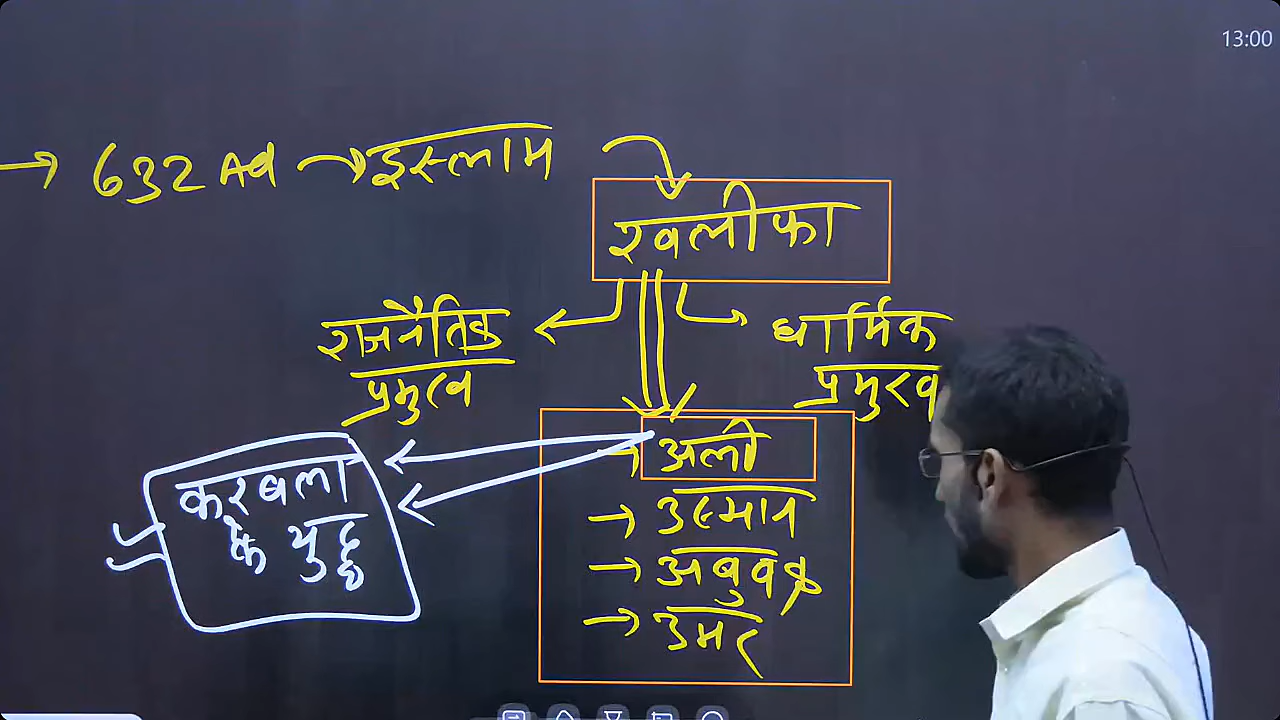 13:00
→ 632 AD → इस्लाम
खलीफा
राजनैतिक
प्रमुख
धार्मिक
प्रमुख
→ अली
→ उस्मान
→ अबुबक्र
→ उमर
करबला
के युद्ध